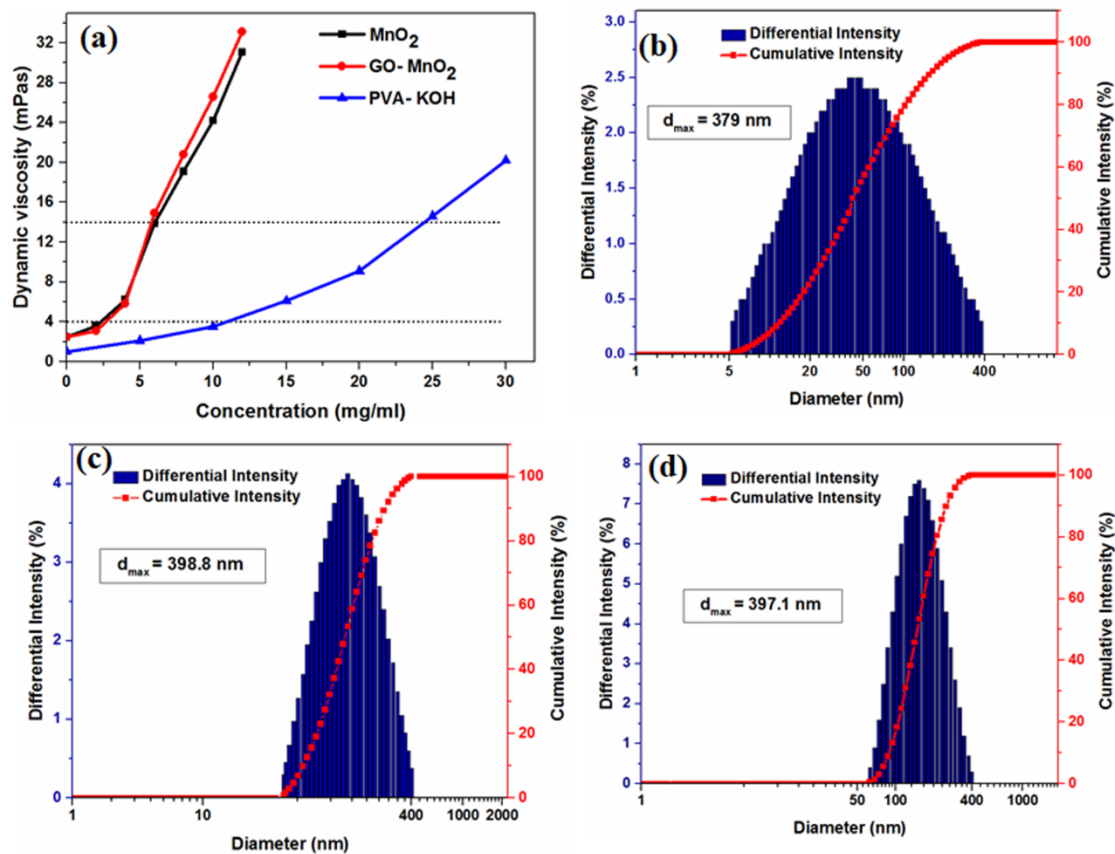 (a)
MnO2
GO- MnO2
PVA- KOH
Dynamic viscosity (mPas)
32
28
24
20
16
12
8
4
0
0 5 10 15 20 25 30
Concentration (mg/ml)
(b)
Differential Intensity
Cumulative Intensity
dmax = 379 nm
Differential Intensity (%)
3.0
2.5
2.0
1.5
1.0
0.5
0.0
100
80
60
40
20
0
Cumulative Intensity (%)
1 5 20 50 100 400
Diameter (nm)
(c)
Differential Intensity
Cumulative Intensity
dmax = 398.8 nm
Differential Intensity (%)
4
3
2
1
0
100
80
60
40
20
0
Cumulative Intensity (%)
1 10 400 1000 2000
Diameter (nm)
(d)
Differential Intensity
Cumulative Intensity
dmax = 397.1 nm
Differential Intensity (%)
8
7
6
5
4
3
2
1
0
100
80
60
40
20
0
Cumulative Intensity (%)
1 50 100 400 1000
Diameter (nm)